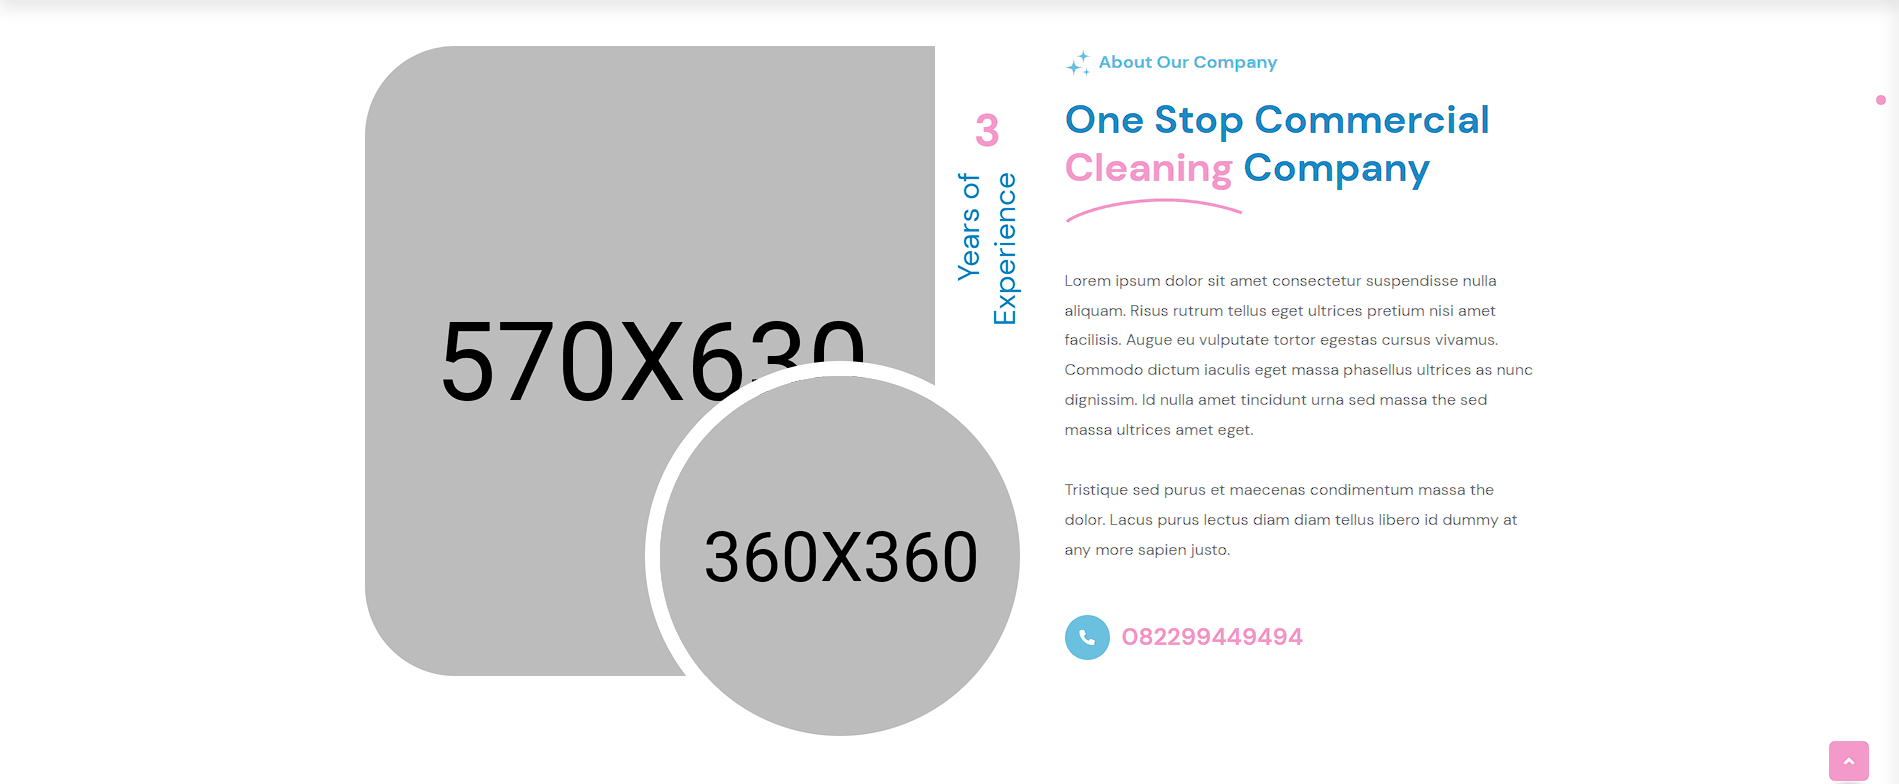 570X630
360X360
3
Years of
Experience
About Our Company
One Stop Commercial
Cleaning Company
Lorem ipsum dolor sit amet consectetur suspendisse nulla
aliquam. Risus rutrum tellus eget ultrices pretium nisi amet
facilisis. Augue eu vulputate tortor egestas cursus vivamus.
Commodo dictum iaculis eget massa phasellus ultrices as nunc
dignissim. Id nulla amet tincidunt urna sed massa the sed
massa ultrices amet eget.
Tristique sed purus et maecenas condimentum massa the
dolor. Lacus purus lectus diam diam tellus libero id dummy at
any more sapien justo.
082299449494